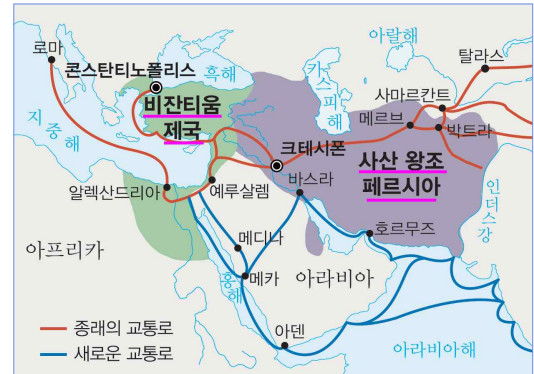 로마
콘스탄티노폴리스
흑해
카스피해
아랄해
탈라스
사마르칸트
지중해
비잔티움
제국
메르브
박트라
크테시폰
사산 왕조
페르시아
알렉산드리아
예루살렘
바스라
인더스강
호르무즈
메디나
아프리카
홍해
메카
아라비아
아덴
아라비아해
종래의 교통로
새로운 교통로